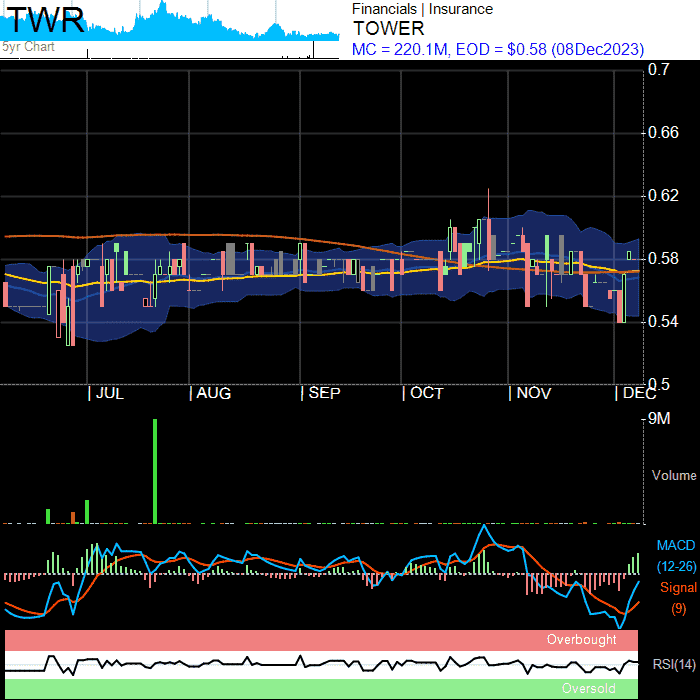 TWR
5yr Chart
Financials | Insurance
TOWER
MC = 220.1M, EOD = $0.58 (08Dec2023)
0.7
0.66
0.62
0.58
0.54
0.5
JUL AUG SEP OCT NOV DEC
9M
Volume
MACD
(12-26)
Signal
(9)
Overbought
RSI(14)
Oversold